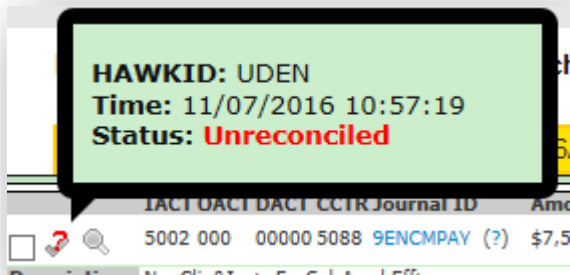 HAWKID: UDEN
Time: 11/07/2016 10:57:19
Status: Unreconciled
IACT OACT DACT CCTR Journal ID Amo
5002 000 00000 5088 9ENCMPAY (?) $7,5